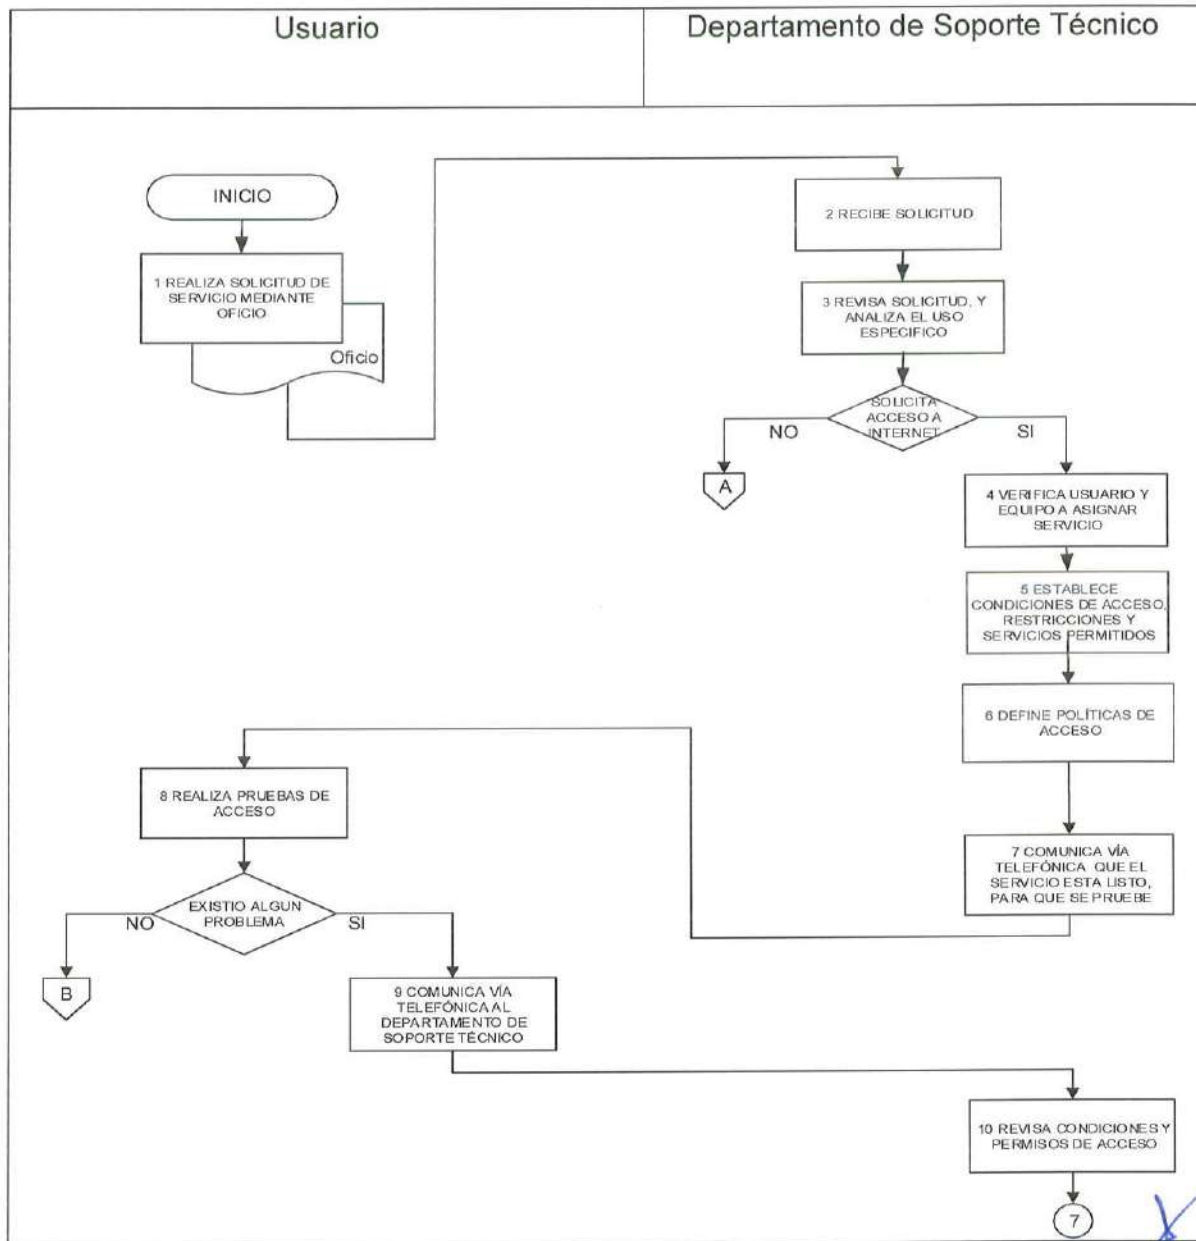 Usuario
Departamento de Soporte Técnico
INICIO
1 REALIZA SOLICITUD DE
SERVICIO MEDIANTE
OFICIO
Oficio
2 RECIBE SOLICITUD
3 REVISA SOLICITUD, Y
ANALIZA EL USO
ESPECIFICO
SOLICITA
ACCESO A
INTERNET
NO
SI
A
4 VERIFICA USUARIO Y
EQUIPO A ASIGNAR
SERVICIO
5 ESTABLECE
CONDICIONES DE ACCESO,
RESTRICCIONES Y
SERVICIOS PERMITIDOS
6 DEFINE POLÍTICAS DE
ACCESO
7 COMUNICA VÍA
TELEFÓNICA QUE EL
SERVICIO ESTA LISTO,
PARA QUE SE PRUEBE
8 REALIZA PRUEBAS DE
ACCESO
EXISTIO ALGUN
PROBLEMA
NO
SI
B
9 COMUNICA VÍA
TELEFÓNICA AL
DEPARTAMENTO DE
SOPORTE TÉCNICO
10 REVISA CONDICIONES Y
PERMISOS DE ACCESO
7